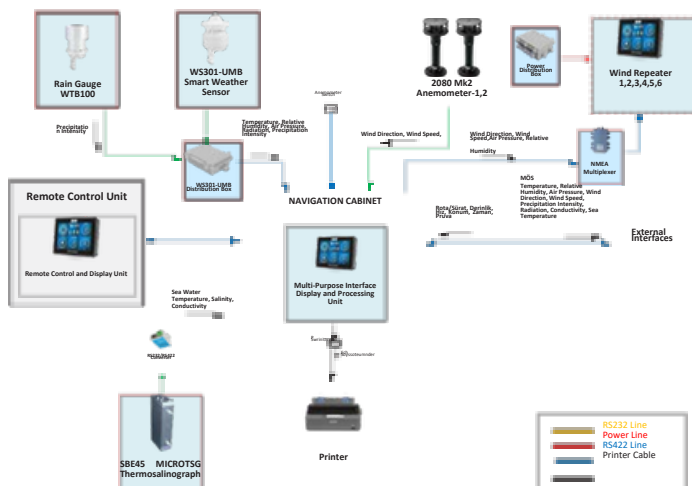 Rain Gauge
WTB100
WS301-UMB
Smart Weather
Sensor
2080 Mk2
Anemometer-1,2
Power
Distribution
Box
Wind Repeater
1,2,3,4,5,6
Precipitatio
n Intensity
Temperature, Relative
Humidity, Air Pressure,
Radiation, Precipitation
Intensity
Anemometer
Wind Direction, Wind Speed,
Wind Direction, Wind
Speed,Air Pressure, Relative
Humidity
NMEA
Multiplexer
WS301-UMB
Distribution Box
NAVIGATION CABINET
MÖS
Temperature, Relative
Humidity, Air Pressure, Wind
Direction, Wind Speed,
Precipitation Intensity,
Radiation, Conductivity, Sea
Temperature
Remote Control Unit
Remote Control and Display Unit
Rota/Sürat, Derinlik,
Hız, Konum, Zaman,
Pruva
External
Interfaces
Multi-Purpose Interface
Display and Processing
Unit
Sea Water
Temperature, Salinity,
Conductivity
SBE45 MICROTSG
Thermosalinograph
Printer
RS232 Line
Power Line
RS422 Line
Printer Cable